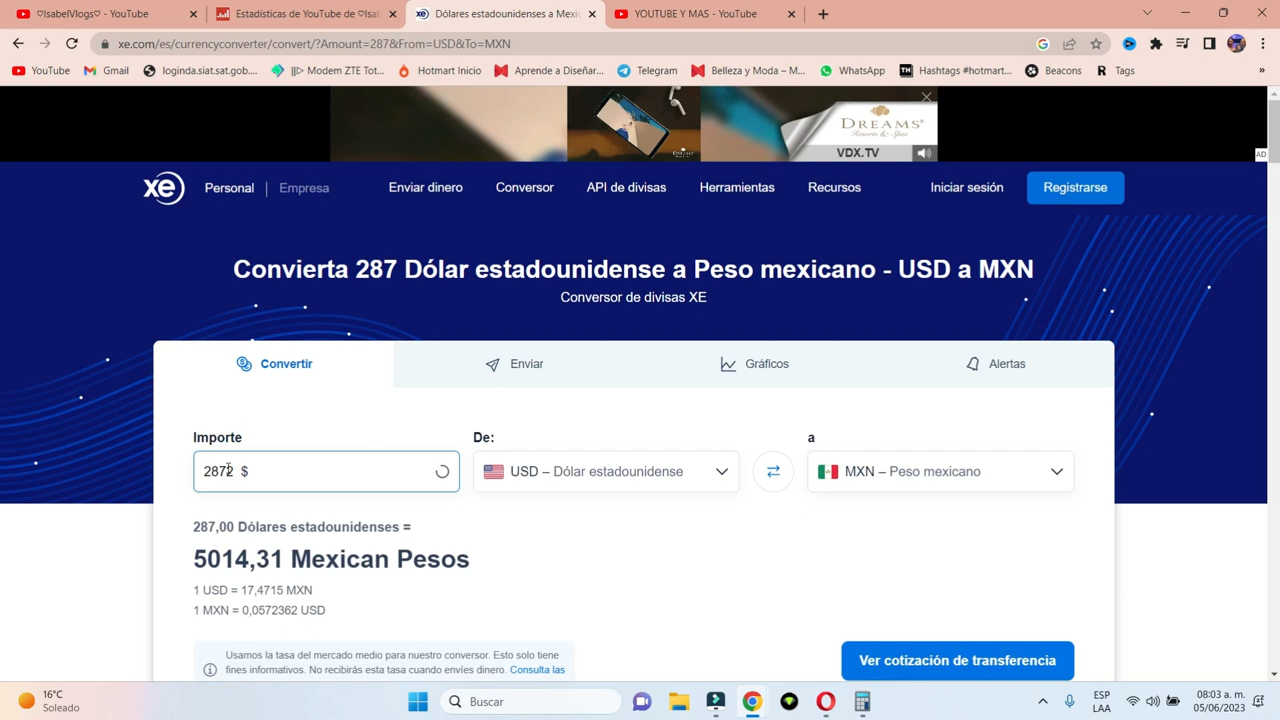 ♡IsabelVlogs♡ - YouTube
Estadísticas de YouTube de ♡Isab
Dólares estadounidenses a Mexic
YOUTUBE Y MAS - YouTube
xe.com/es/currencyconverter/convert/?Amount=287&From=USD&To=MXN
YouTube
Gmail
loginda.siat.sat.gob....
||▷ Modem ZTE Tot...
Hotmart Inicio
Aprende a Diseñar...
Telegram
Belleza y Moda – M...
WhatsApp
TH
Hashtags #hotmart...
Beacons
R
Tags
»
DREAMS
Resorts & Spas
VDX.TV
AD
xe
Personal | Empresa
Enviar dinero
Conversor
API de divisas
Herramientas
Recursos
Iniciar sesión
Registrarse
Convierta 287 Dólar estadounidense a Peso mexicano - USD a MXN
Conversor de divisas XE
Convertir
Enviar
Gráficos
Alertas
Importe
De:
a
2872 $
USD – Dólar estadounidense
MXN – Peso mexicano
287,00 Dólares estadounidenses =
5014,31 Mexican Pesos
1 USD = 17,4715 MXN
1 MXN = 0,0572362 USD
Usamos la tasa del mercado medio para nuestro conversor. Esto solo tiene
fines informativos. No recibirás esta tasa cuando envíes dinero. Consulta las
Ver cotización de transferencia
16°C
Soleado
Buscar
ESP
LAA
08:03 a. m.
05/06/2023